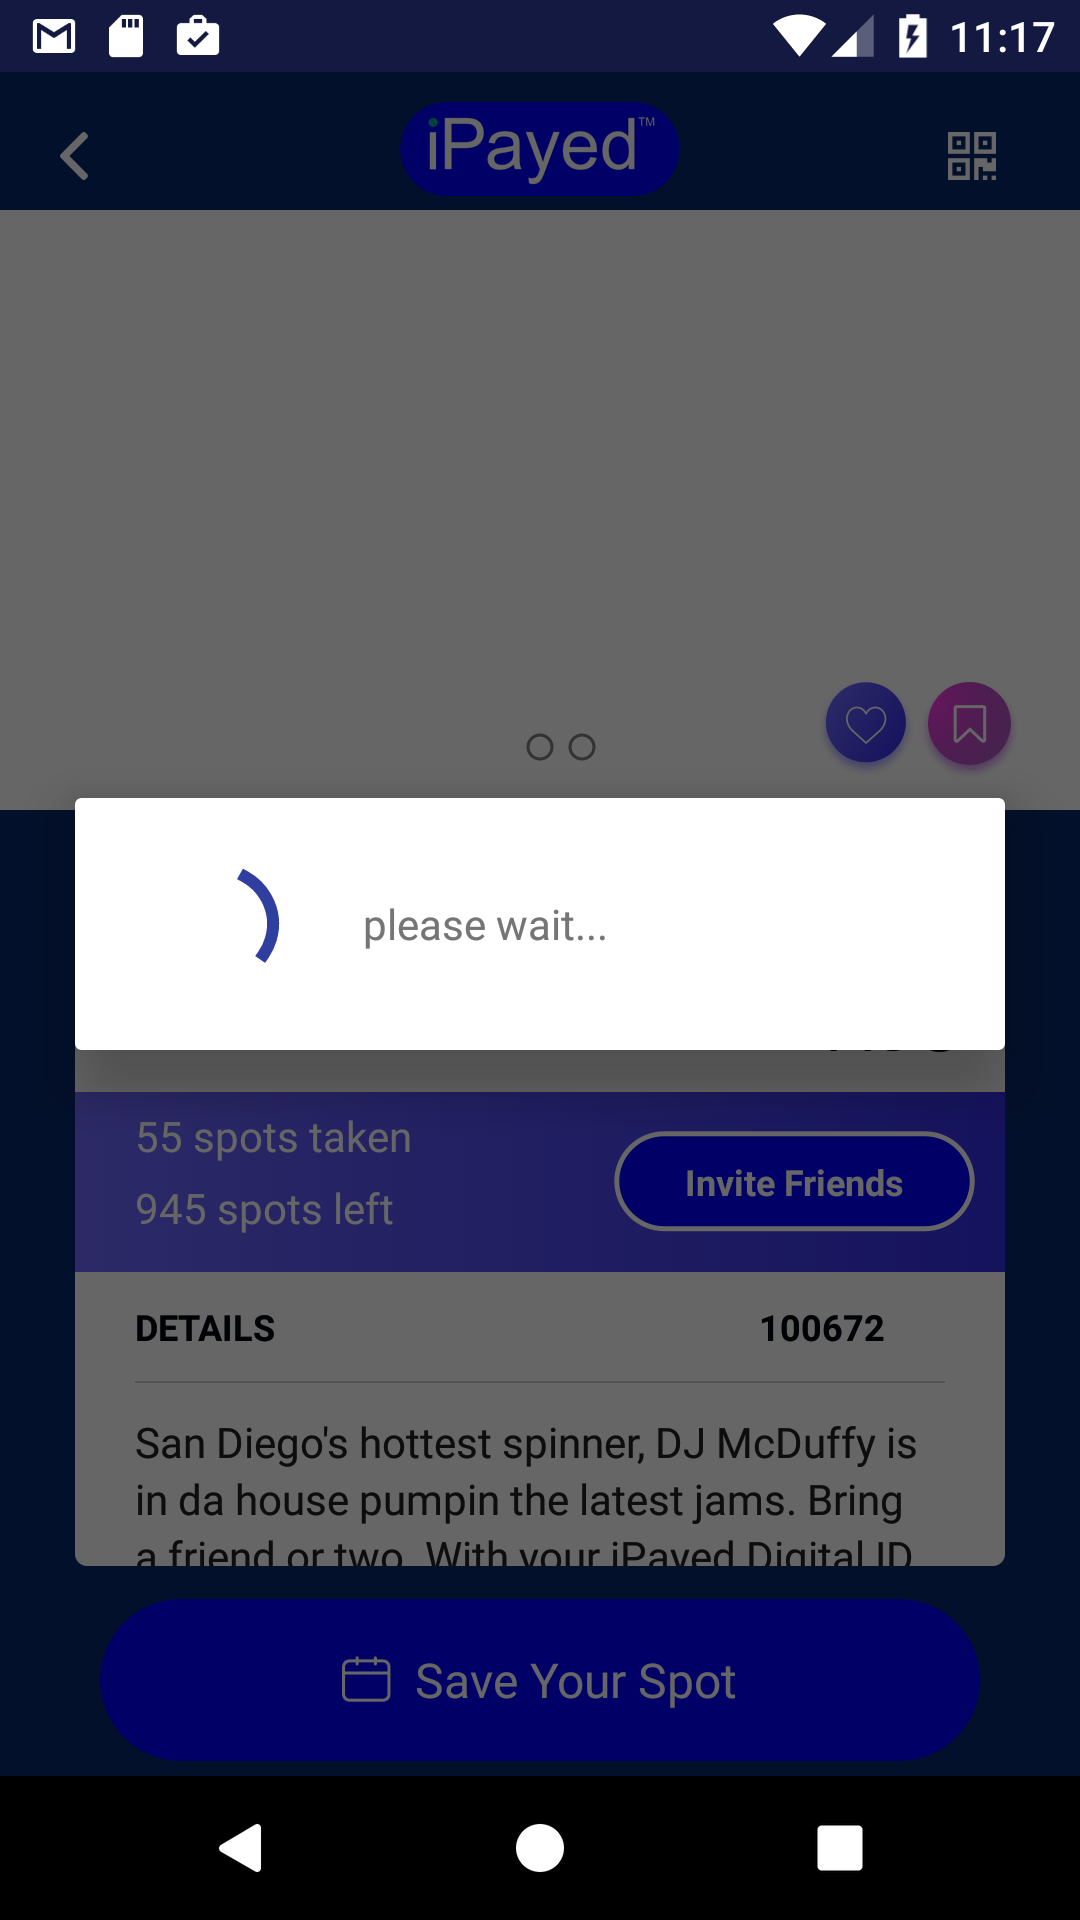 11:17
iPayed™
please wait...
55 spots taken
945 spots left
Invite Friends
DETAILS
100672
San Diego's hottest spinner, DJ McDuffy is
in da house pumpin the latest jams. Bring
a friend or two. With your iPayed Digital ID
Save Your Spot